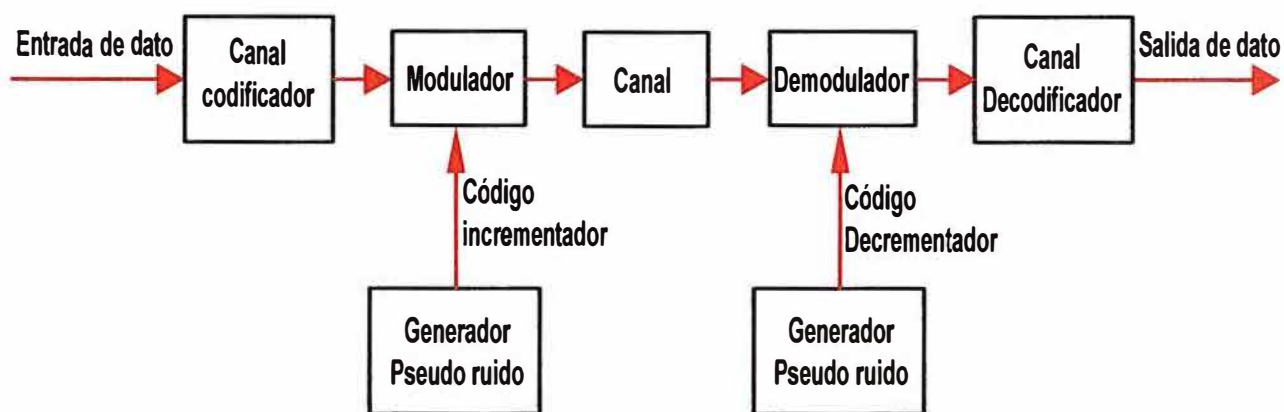 Entrada de dato
Canal
codificador
Modulador
Canal
Demodulador
Canal
Decodificador
Salida de dato
Código
incrementador
Código
Decrementador
Generador
Pseudo ruido
Generador
Pseudo ruido